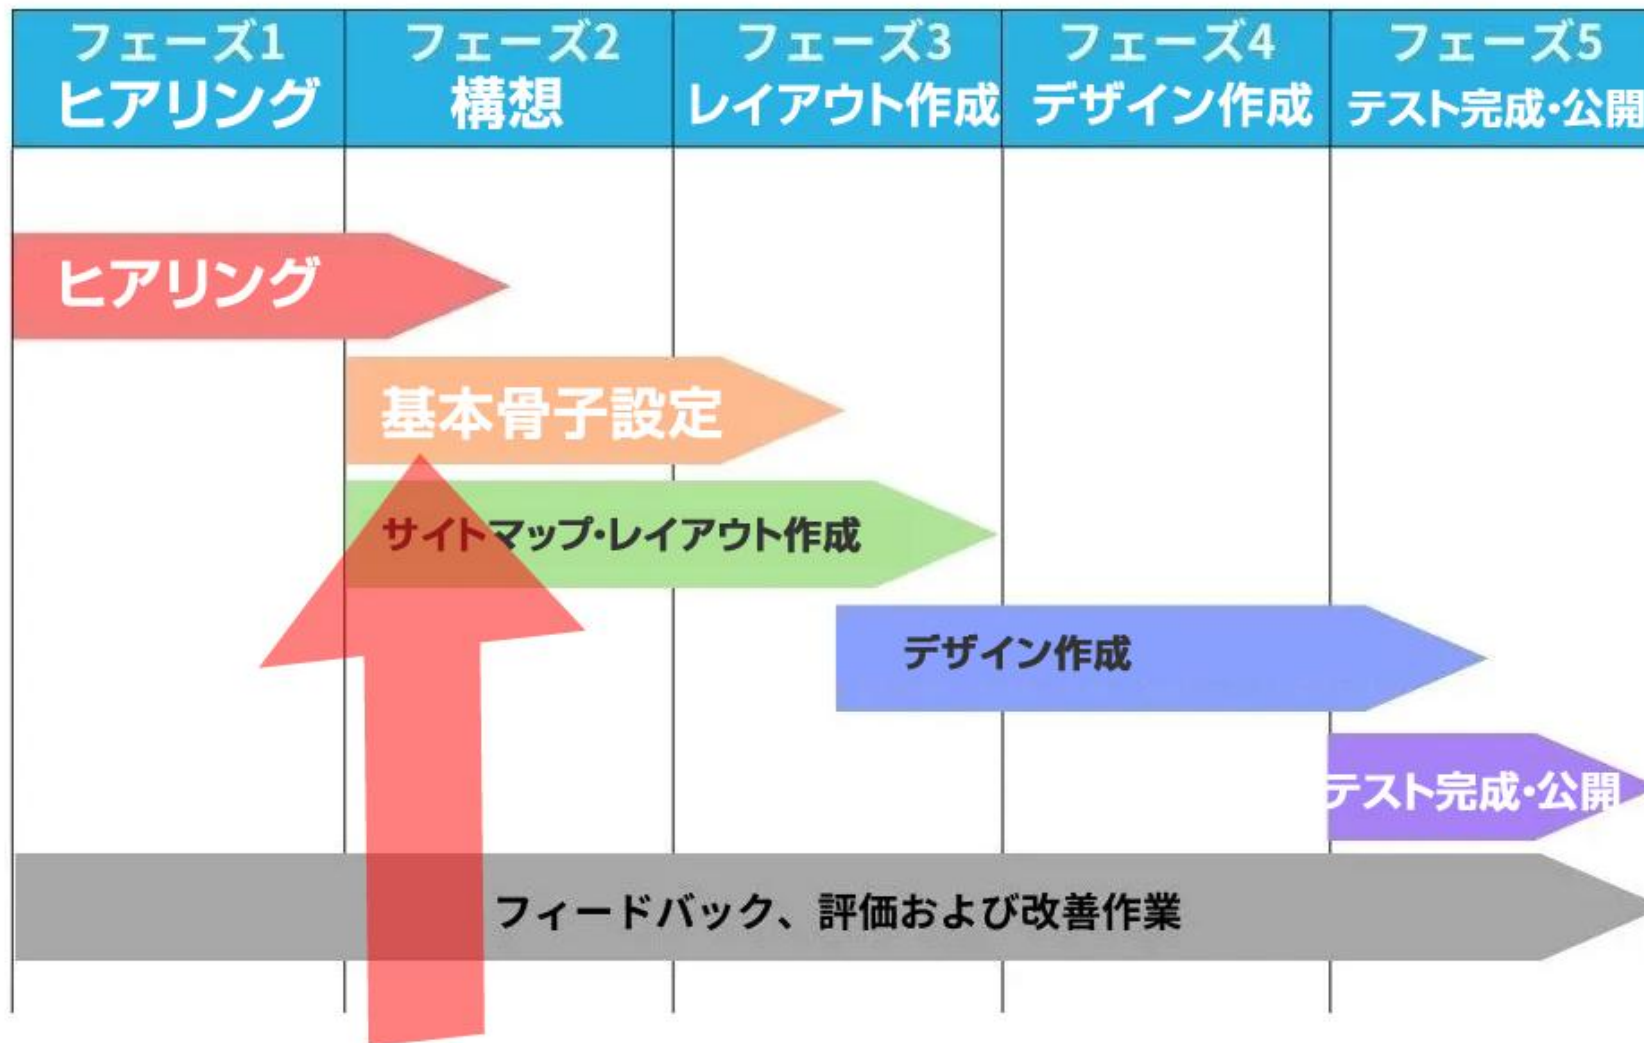 フェーズ1
ヒアリング
フェーズ2
構想
フェーズ3
レイアウト作成
フェーズ4
デザイン作成
フェーズ5
テスト完成・公開
ヒアリング
基本骨子設定
サイトマップ・レイアウト作成
デザイン作成
テスト完成・公開
フィードバック、評価および改善作業